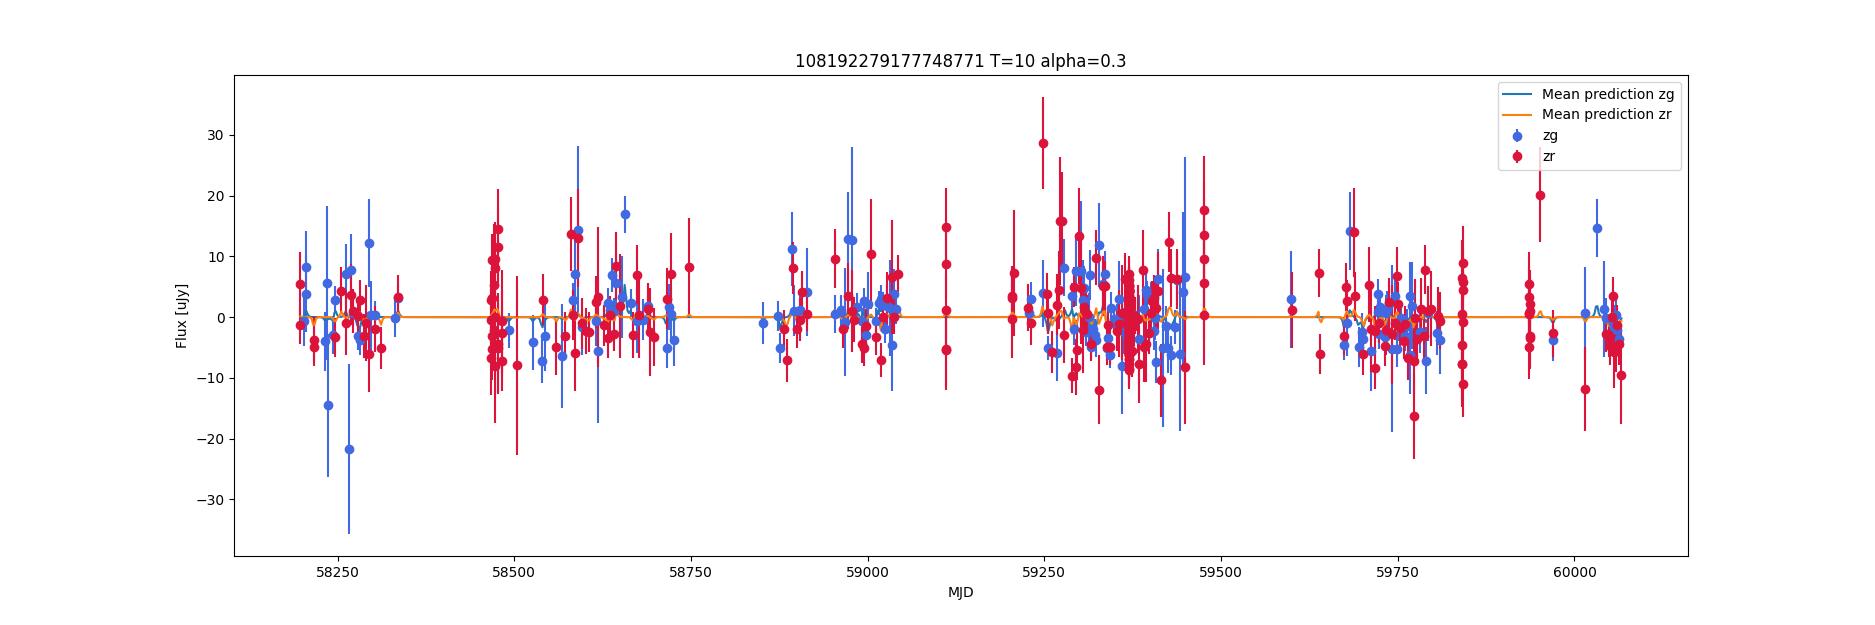 108192279177748771 T=10 alpha=0.3
Mean prediction zg
Mean prediction zr
zg
zr
30
20
10
0
−10
−20
−30
Flux [uJy]
58250 58500 58750 59000 59250 59500 59750 60000
MJD